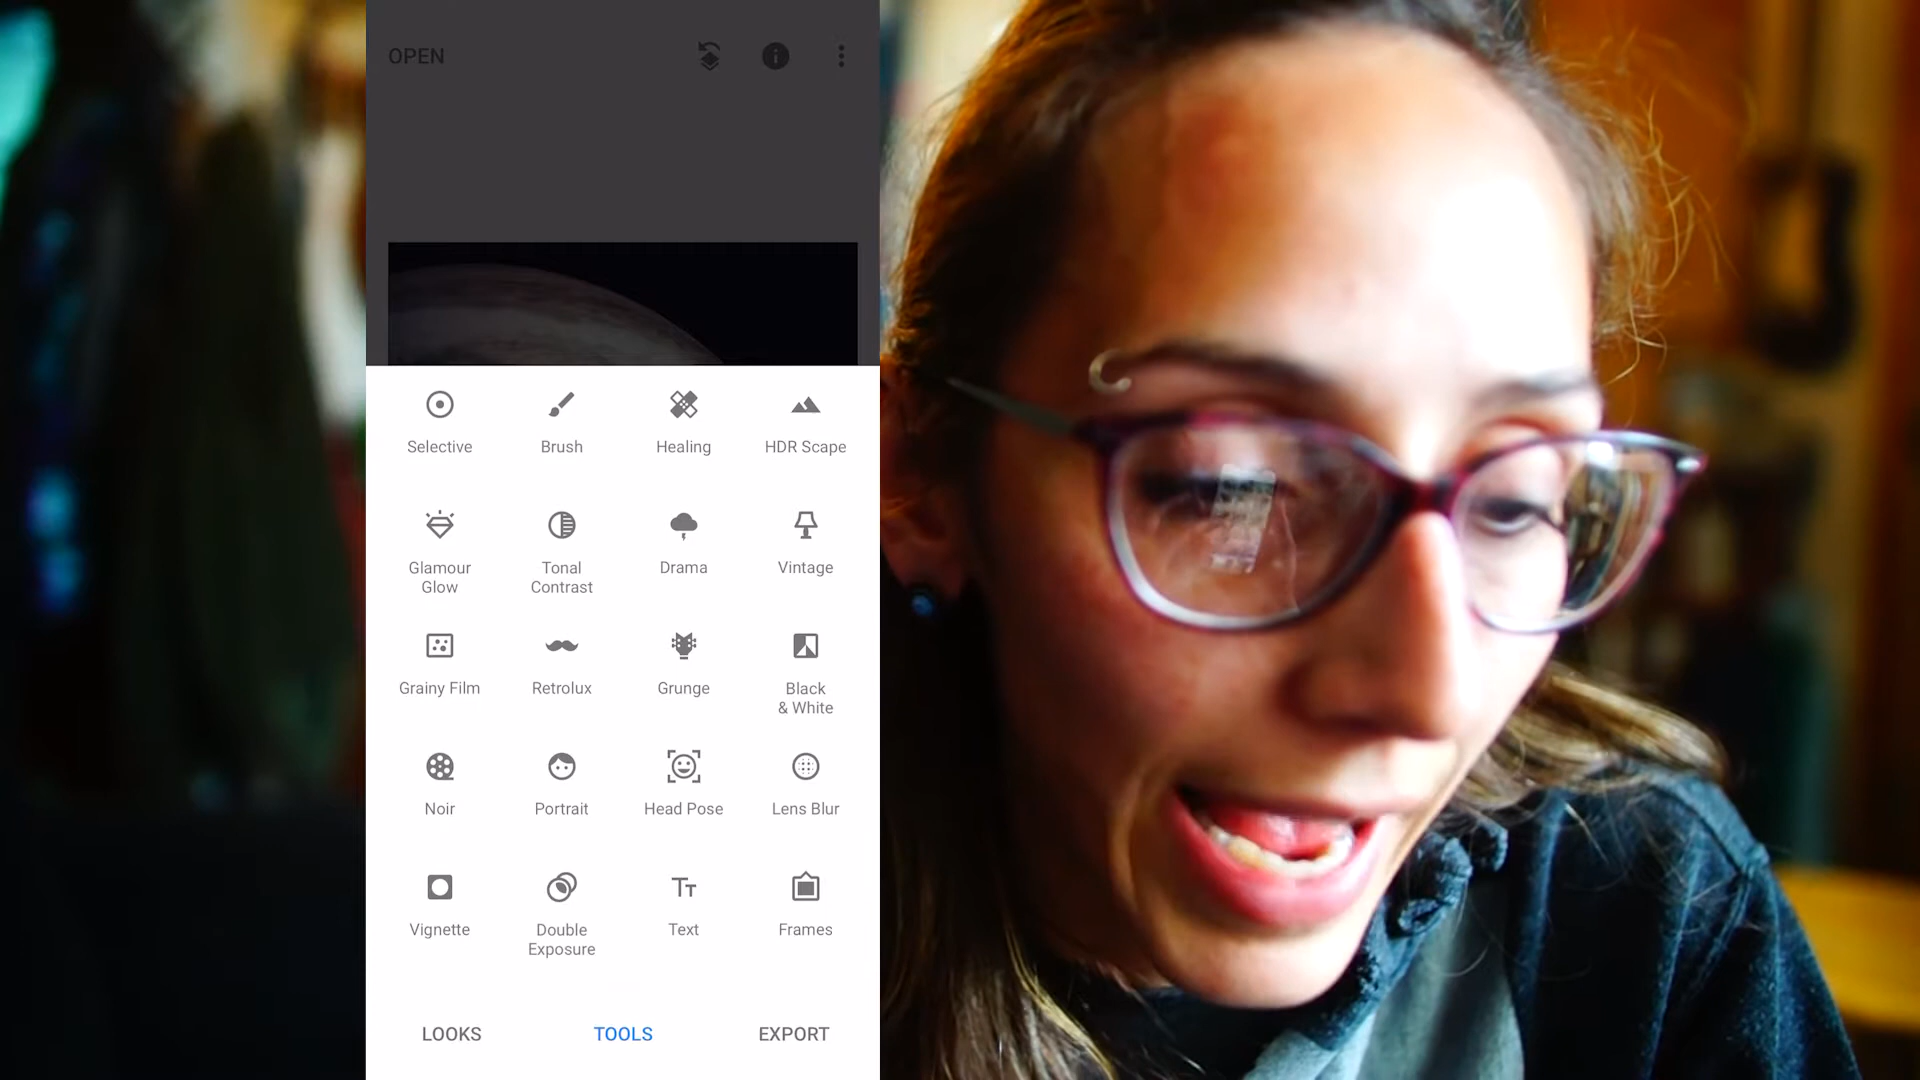 OPEN
Selective Brush Healing HDR Scape
Glamour Glow Tonal Contrast Drama Vintage
Grainy Film Retrolux Grunge Black & White
Noir Portrait Head Pose Lens Blur
Vignette Double Exposure Text Frames
LOOKS TOOLS EXPORT